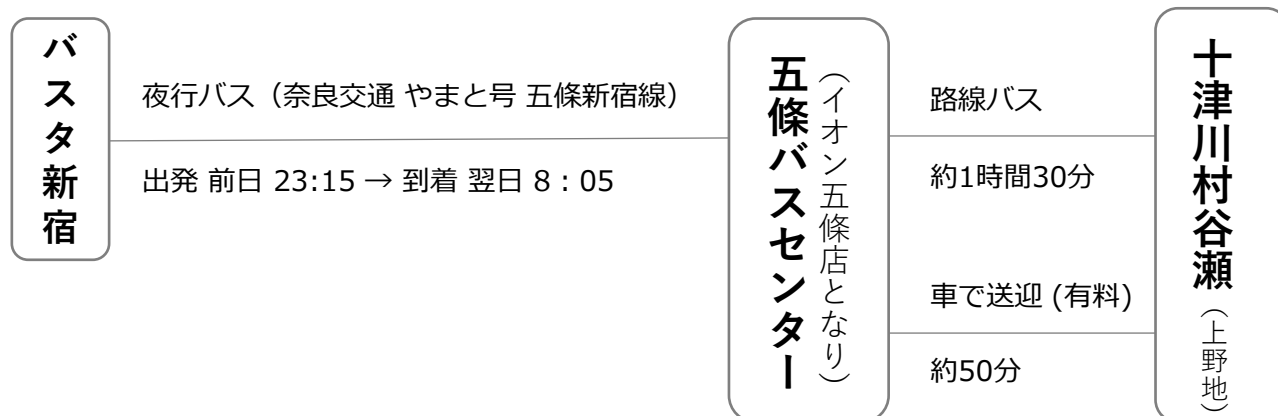 バスタ新宿
夜行バス（奈良交通 やまと号 五條新宿線）
出発 前日 23:15 → 到着 翌日 8：05
五條バスセンター
（イオン五條店となり）
路線バス
約1時間30分
車で送迎 (有料)
約50分
十津川村谷瀬（上野地）